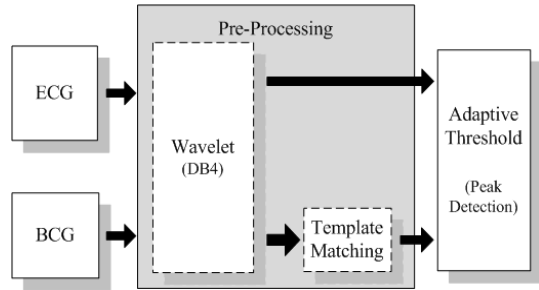 Pre-Processing
ECG
BCG
Wavelet
(DB4)
Template
Matching
Adaptive
Threshold
(Peak
Detection)